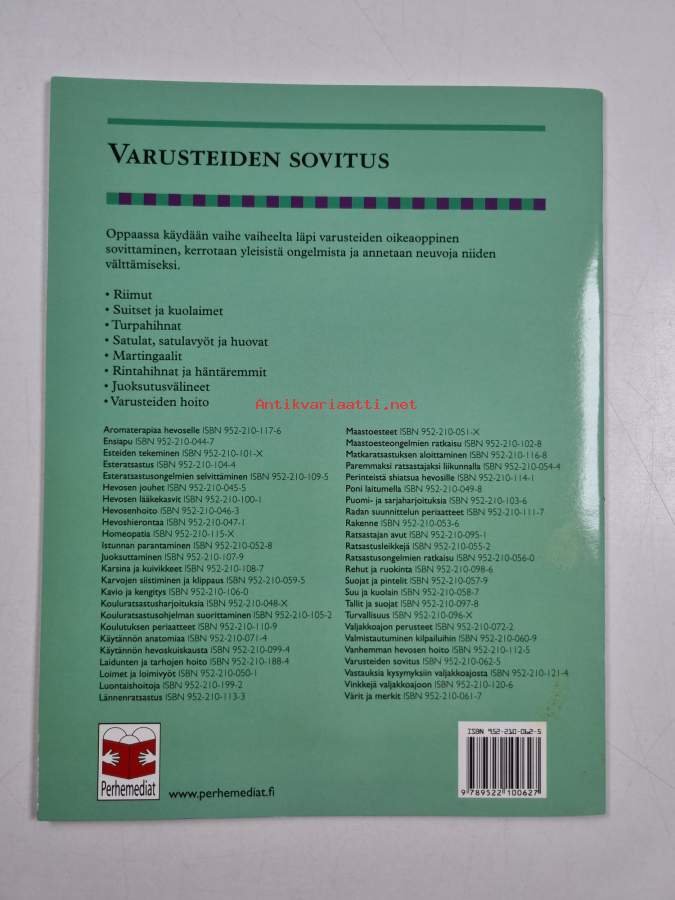 VARUSTEIDEN SOVITUS
Oppaassa käydään vaihe vaiheelta läpi varusteiden oikeaoppinen
sovittaminen, kerrotaan yleisistä ongelmista ja annetaan neuvoja niiden
välttämiseksi.
• Riimut
• Suitset ja kuolaimet
• Turpahihnat
• Satulat, satulavyöt ja huovat
• Martingaalit
• Rintahihnat ja häntäremmit
• Juoksutusvälineet
• Varusteiden hoito
Antikvariaatti.net
Aromaterapiaa hevoselle ISBN 952-210-117-6
Ensiapu ISBN 952-210-044-7
Esteiden tekeminen ISBN 952-210-101-X
Esteratsastus ISBN 952-210-104-4
Esteratsastusongelmien selvittäminen ISBN 952-210-109-5
Hevosen jouhet ISBN 952-210-045-5
Hevosen lääkekasvit ISBN 952-210-100-1
Hevosenhoito ISBN 952-210-046-3
Hevoshierontaa ISBN 952-210-047-1
Homeopatia ISBN 952-210-115-X
Istunnan parantaminen ISBN 952-210-052-8
Juoksuttaminen ISBN 952-210-107-9
Karsina ja kuivikkeet ISBN 952-210-108-7
Karvojen siistiminen ja klippaus ISBN 952-210-059-5
Kavio ja kengitys ISBN 952-210-106-0
Kouluratsastusharjoituksia ISBN 952-210-048-X
Kouluratsastusohjelman suorittaminen ISBN 952-210-105-2
Koulutuksen periaatteet ISBN 952-210-110-9
Käytännön anatomiaa ISBN 952-210-071-4
Käytännön hevoskuiskausta ISBN 952-210-099-4
Laidunten ja tarhojen hoito ISBN 952-210-188-4
Loimet ja loimivyöt ISBN 952-210-050-1
Luontaishoitoja ISBN 952-210-199-2
Lännenratsastus ISBN 952-210-113-3
Maastoesteet ISBN 952-210-051-X
Maastoesteongelmien ratkaisu ISBN 952-210-102-8
Matkaratsastuksen aloittaminen ISBN 952-210-116-8
Paremmaksi ratsastajaksi liikunnalla ISBN 952-210-054-4
Perinteistä shiatsua hevosille ISBN 952-210-114-1
Poni laitumella ISBN 952-210-049-8
Puomi- ja sarjaharjoituksia ISBN 952-210-103-6
Radan suunnittelun periaatteet ISBN 952-210-111-7
Rakenne ISBN 952-210-053-6
Ratsastajan avut ISBN 952-210-095-1
Ratsastusleikkejä ISBN 952-210-055-2
Ratsastusongelmien ratkaisu ISBN 952-210-056-0
Rehut ja ruokinta ISBN 952-210-098-6
Suojat ja pintelit ISBN 952-210-057-9
Suu ja kuolain ISBN 952-210-058-7
Tallit ja suojat ISBN 952-210-097-8
Turvallisuus ISBN 952-210-096-X
Valjakkoajon perusteet ISBN 952-210-072-2
Valmistautuminen kilpailuihin ISBN 952-210-060-9
Vanhemman hevosen hoito ISBN 952-210-112-5
Varusteiden sovitus ISBN 952-210-062-5
Vastauksia kysymyksiin valjakkoajosta ISBN 952-210-121-4
Vinkkejä valjakkoajoon ISBN 952-210-120-6
Värit ja merkit ISBN 952-210-061-7
Perhemediat
www.perhemediat.fi
ISBN 952-210-062-5
9 789522 100627